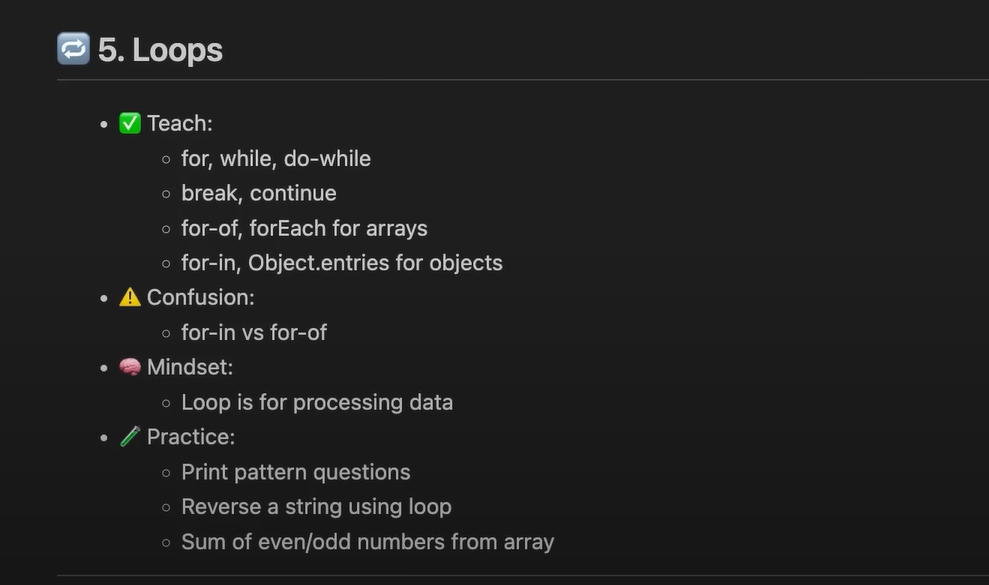 🔁 5. Loops
✅ Teach:
for, while, do-while
break, continue
for-of, forEach for arrays
for-in, Object.entries for objects
⚠️ Confusion:
for-in vs for-of
🧠 Mindset:
Loop is for processing data
🧪 Practice:
Print pattern questions
Reverse a string using loop
Sum of even/odd numbers from array